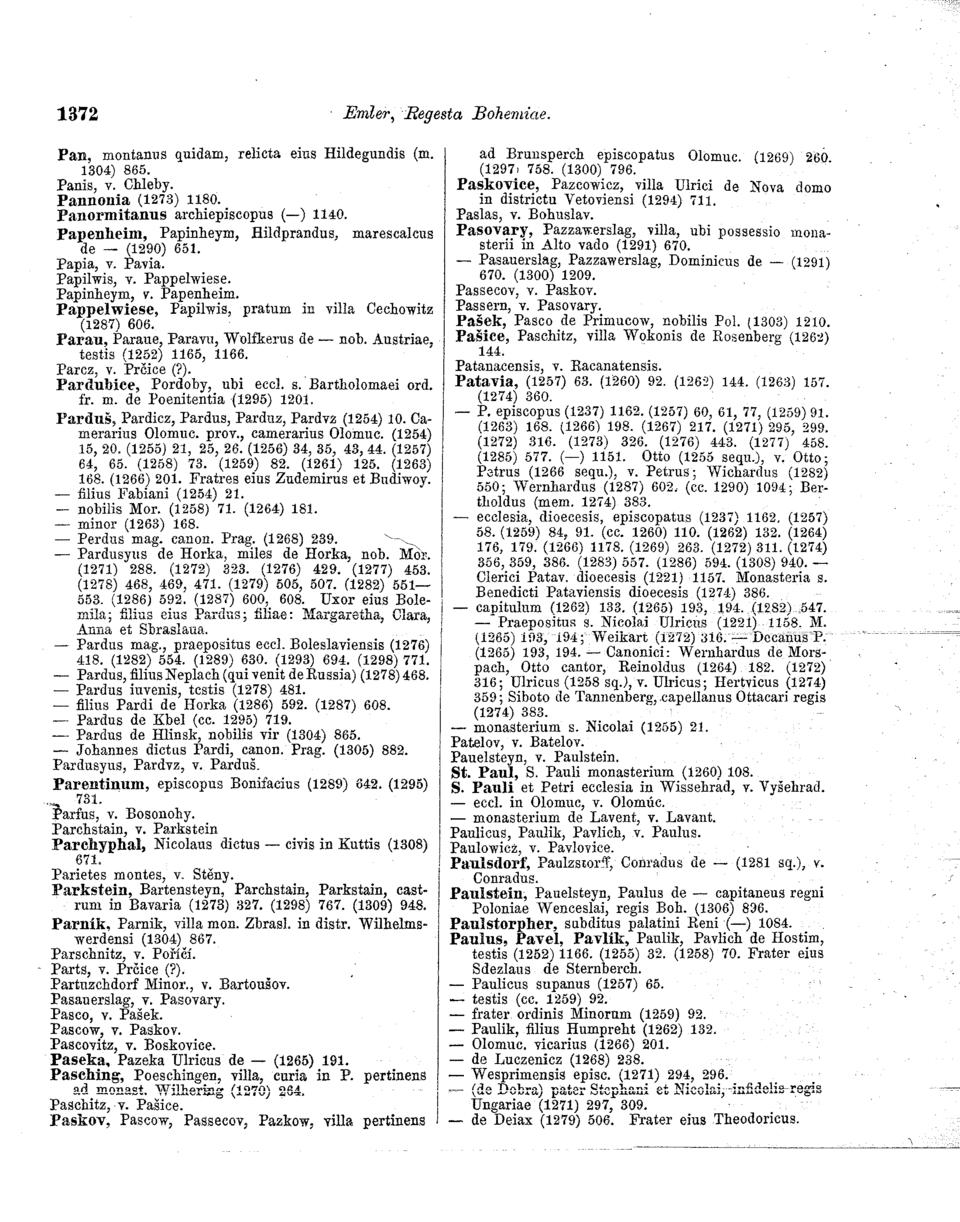 1372
Emler, Regesta Bohemiae.
Pan, montanus quidam, relicta eius Hildegundis (m.
1304) 865.
Panis, v. Chleby.
Pannonia (1273) 1180.
Panormitanus archiepiscopus (—) 1140.
Papenheim, Papinheym, Hildprandus, marescalcus
de — (1290) 651.
Papia, v. Pavia.
Papilwis, v. Pappelwiese.
Papinheym, v. Papenheim.
Pappelwiese, Papilwis, pratum in villa Cechowitz
(1287) 606.
Parau, Paraue, Paravu, Wolfkerus de — nob. Austriae,
testis (1252) 1165, 1166.
Parcz, v. Prčice (?).
Pardubice, Pordoby, ubi eccl. s. Bartholomaei ord.
fr. m. de Poenitentia (1295) 1201.
Parduš, Pardicz, Pardus, Parduz, Pardvz (1254) 10. Ca-
merarius Olomuc. prov., camerarius Olomuc. (1254)
15, 20. (1255) 21, 25, 26. (1256) 34, 35, 43, 44. (1257)
64, 65. (1258) 73. (1259) 82. (1261) 125. (1263)
168. (1266) 201. Fratres eius Zudemirus et Budiwoy.
— filius Fabiani (1254) 21.
— nobilis Mor. (1258) 71. (1264) 181.
— minor (1263) 168.
— Perdus mag. canon. Prag. (1268) 239.
— Pardusyus de Horka, miles de Horka, nob. Mor.
(1271) 288. (1272) 323. (1276) 429. (1277) 453.
(1278) 468, 469, 471. (1279) 505, 507. (1282) 551—
553. (1286) 592. (1287) 600, 608. Uxor eius Bole-
mila; filius eius Pardus; filiae: Margaretha, Clara,
Anna et Sbraslaua.
— Pardus mag., praepositus eccl. Boleslaviensis (1276)
418. (1282) 554. (1289) 630. (1293) 694. (1298) 771.
— Pardus, filius Neplach (qui venit de Russia) (1278) 468.
— Pardus iuvenis, testis (1278) 481.
— filius Pardi de Horka (1286) 592. (1287) 608.
— Pardus de Kbel (cc. 1295) 719.
— Pardus de Hlinsk, nobilis vir (1304) 865.
— Johannes dictus Pardi, canon. Prag. (1305) 882.
Pardusyus, Pardvz, v. Parduš.
Parentinum, episcopus Bonifacius (1289) 642. (1295)
731.
Parfus, v. Bosonohy.
Parchstain, v. Parkstein
Parchyphal, Nicolaus dictus — civis in Kuttis (1308)
671.
Parietes montes, v. Stěny.
Parkstein, Bartensteyn, Parchstain, Parkstain, cast-
rum in Bavaria (1273) 327. (1298) 767. (1309) 948.
Parník, Parnik, villa mon. Zbrasl. in distr. Wilhelms-
werdensi (1304) 867.
Parschnitz, v. Poříčí.
Parts, v. Prčice (?).
Partuzchdorf Minor., v. Bartoušov.
Pasauerslag, v. Pasovary.
Pasco, v. Pašek.
Pascow, v. Paskov.
Pascovitz, v. Boskovice.
Paseka, Pazeka Ulricus de — (1265) 191.
Pasching, Poeschingen, villa, curia in P. pertinens
ad monast. Wilhering (1270) 264.
Paschitz, v. Pašice.
Paskov, Pascow, Passecov, Pazkow, villa pertinens
ad Brunsperch episcopatus Olomuc. (1269) 260.
(1297) 758. (1300) 796.
Paskovice, Pazcowicz, villa Ulrici de Nova domo
in districtu Vetoviensi (1294) 711.
Paslas, v. Bohuslav.
Pasovary, Pazzawerslag, villa, ubi possessio mona-
sterii in Alto vado (1291) 670.
— Pasauerslag, Pazzawerslag, Dominicus de — (1291)
670. (1300) 1209.
Passecov, v. Paskov.
Passern, v. Pasovary.
Pašek, Pasco de Primucow, nobilis Pol. (1303) 1210.
Pašice, Paschitz, villa Wokonis de Rosenberg (1262)
144.
Patanacensis, v. Racanatensis.
Patavia, (1257) 63. (1260) 92. (1262) 144. (1263) 157.
(1274) 360.
— P. episcopus (1237) 1162. (1257) 60, 61, 77, (1259) 91.
(1263) 168. (1266) 198. (1267) 217. (1271) 295, 299.
(1272) 316. (1273) 326. (1276) 443. (1277) 458.
(1285) 577. (—) 1151. Otto (1255 sequ.), v. Otto;
Petrus (1266 sequ.), v. Petrus; Wichardus (1282)
550; Wernhardus (1287) 602. (cc. 1290) 1094; Ber-
tholdus (mem. 1274) 383.
— ecclesia, dioecesis, episcopatus (1237) 1162. (1257)
58. (1259) 84, 91. (cc. 1260) 110. (1262) 132. (1264)
176, 179. (1266) 1178. (1269) 263. (1272) 311. (1274)
356, 359, 386. (1283) 557. (1286) 594. (1308) 940. —
Clerici Patav. dioecesis (1221) 1157. Monasteria s.
Benedicti Pataviensis dioecesis (1274) 386.
— capitulum (1262) 133. (1265) 193, 194. (1282) 547.
— Praepositus s. Nicolai Ulricus (1221) 1158. M.
(1265) 193, 194; Weikart (1272) 316. — Decanus P.
(1265) 193, 194. — Canonici: Wernhardus de Mors-
pach, Otto cantor, Reinoldus (1264) 182. (1272)
316; Ulricus (1258 sq.), v. Ulricus; Hertvicus (1274)
359; Siboto de Tannenberg, capellanus Ottacari regis
(1274) 383.
— monasterium s. Nicolai (1255) 21.
Patelov, v. Batelov.
Pauelsteyn, v. Paulstein.
St. Paul, S. Pauli monasterium (1260) 108.
S. Pauli et Petri ecclesia in Wissehrad, v. Vyšehrad.
— eccl. in Olomuc, v. Olomúc.
— monasterium de Lavent, v. Lavant.
Paulicus, Paulik, Pavlich, v. Paulus.
Paulowicz, v. Pavlovice.
Paulsdorf, Paulzstorff, Conradus de — (1281 sq.), v.
Conradus.
Paulstein, Pauelsteyn, Paulus de — capitaneus regni
Poloniae Wenceslai, regis Boh. (1306) 896.
Paulstorpher, subditus palatini Reni (—) 1084.
Paulus, Pavel, Pavlík, Paulik, Pavlich de Hostim,
testis (1252) 1166. (1255) 32. (1258) 70. Frater eius
Sdezlaus de Sternberch.
— Paulicus supanus (1257) 65.
— testis (cc. 1259) 92.
— frater ordinis Minorum (1259) 92.
— Paulik, filius Humpreht (1262) 132.
— Olomuc. vicarius (1266) 201.
— de Luczenicz (1268) 238.
— Wesprimensis episc. (1271) 294, 296.
— (de Dobra) pater Stephani et Nicolai, infidelis regis
Ungariae (1271) 297, 309.
— de Deiax (1279) 506. Frater eius Theodoricus.